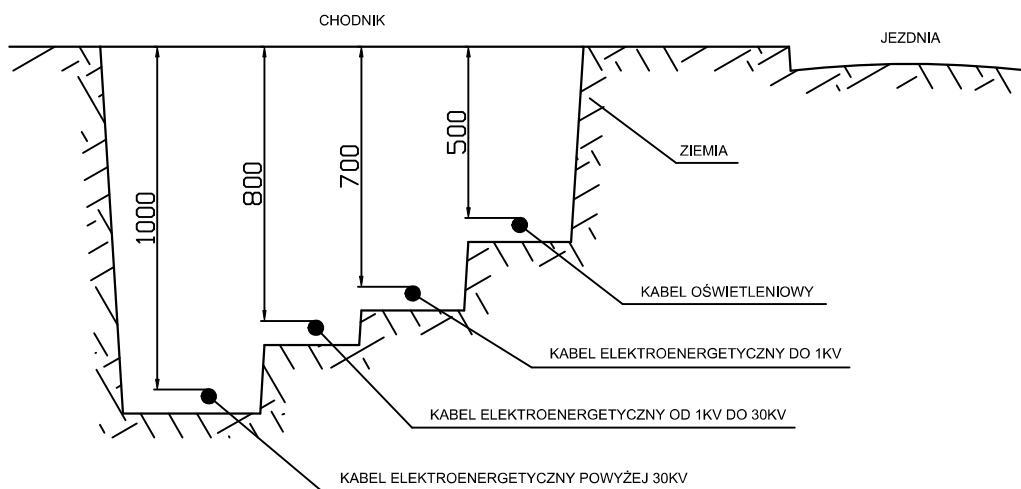 CHODNIK
JEZDNIA
500
700
800
1000
ZIEMIA
KABEL OŚWIETLENIOWY
KABEL ELEKTROENERGETYCZNY DO 1KV
KABEL ELEKTROENERGETYCZNY OD 1KV DO 30KV
KABEL ELEKTROENERGETYCZNY POWYŻEJ 30KV